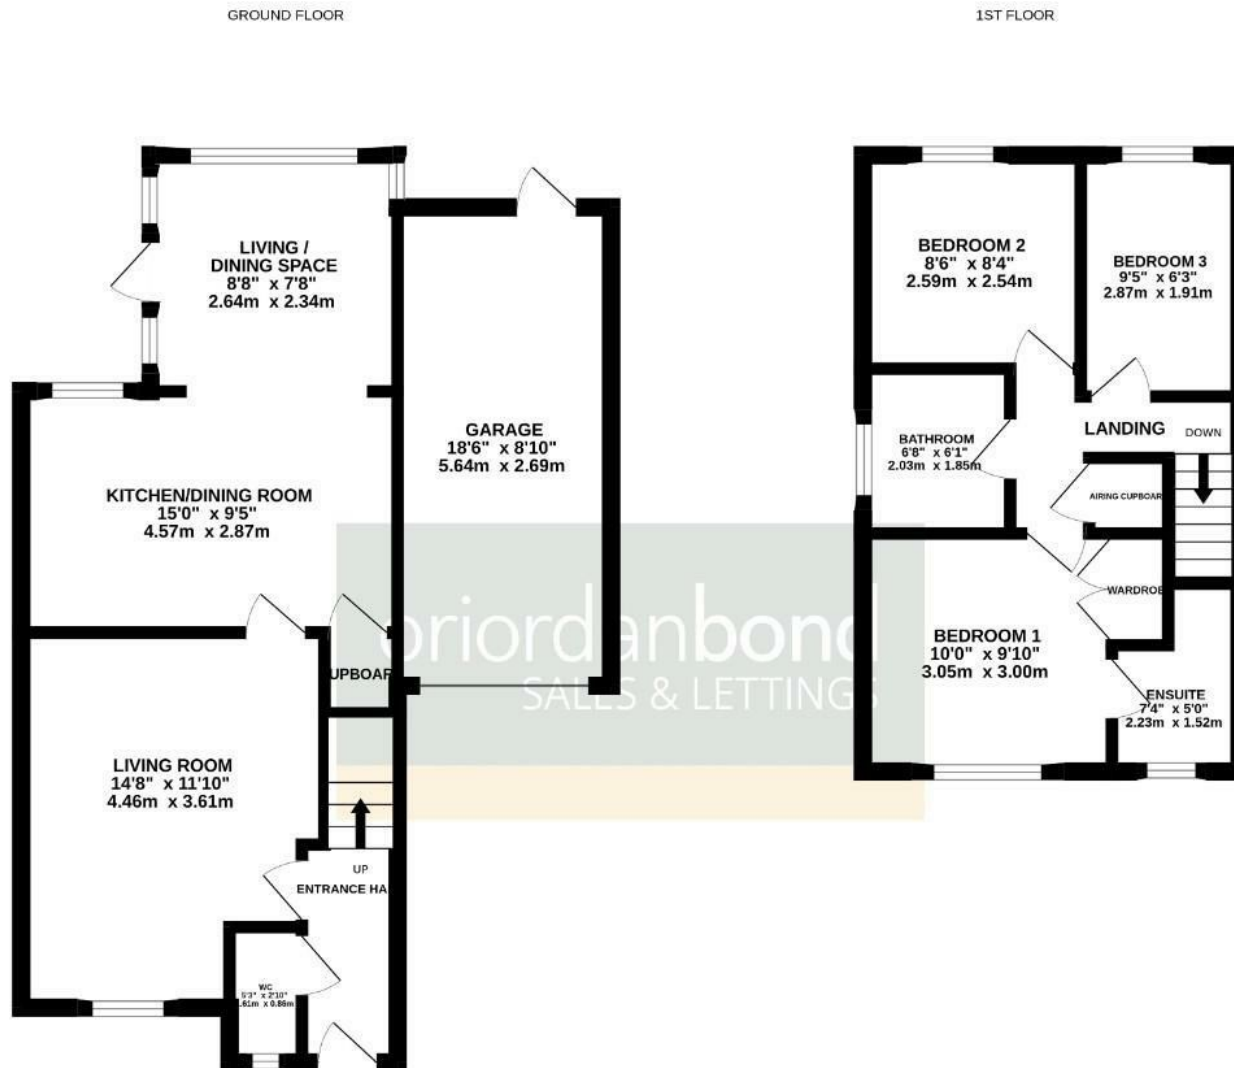 GROUND FLOOR
1ST FLOOR
LIVING /
DINING SPACE
8'8" x 7'8"
2.64m x 2.34m
GARAGE
18'6" x 8'10"
5.64m x 2.69m
KITCHEN/DINING ROOM
15'0" x 9'5"
4.57m x 2.87m
UPBOAR
LIVING ROOM
14'8" x 11'10"
4.46m x 3.61m
UP
ENTRANCE HA
WC
5'3" x 2'10"
.61m x 0.86m
BEDROOM 2
8'6" x 8'4"
2.59m x 2.54m
BEDROOM 3
9'5" x 6'3"
2.87m x 1.91m
BATHROOM
6'8" x 6'1"
2.03m x 1.85m
LANDING
DOWN
AIRING CUPBOAR
WARDROB
BEDROOM 1
10'0" x 9'10"
3.05m x 3.00m
ENSUITE
7'4" x 5'0"
2.23m x 1.52m
oriordanbond
SALES & LETTINGS